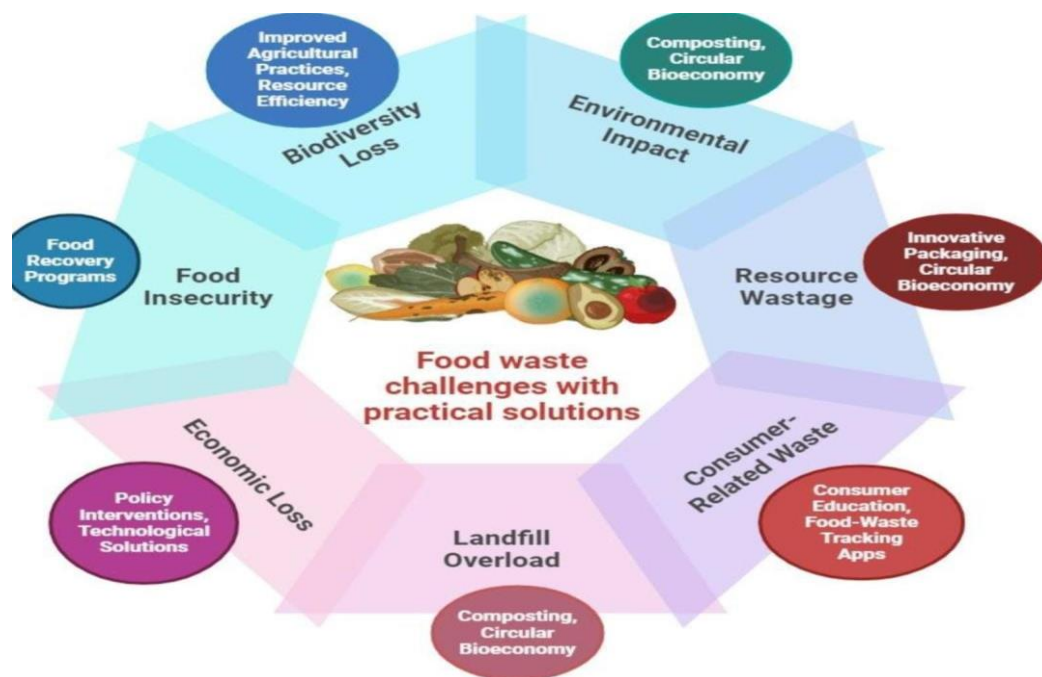 Improved
Agricultural
Practices,
Resource
Efficiency
Biodiversity
Loss
Composting,
Circular
Bioeconomy
Environmental
Impact
Food
Recovery
Programs
Food
Insecurity
Resource
Wastage
Innovative
Packaging,
Circular
Bioeconomy
Food waste
challenges with
practical solutions
Economic Loss
Policy
Interventions,
Technological
Solutions
Landfill
Overload
Composting,
Circular
Bioeconomy
Consumer-
Related Waste
Consumer
Education,
Food-Waste
Tracking
Apps